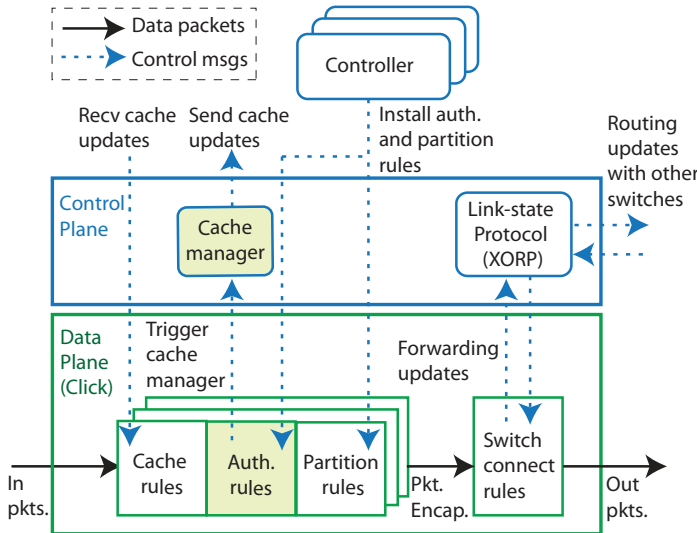 Data packets
Control msgs
Controller
Recv cache
updates
Send cache
updates
Install auth.
and partition
rules
Routing
updates
with other
switches
Control
Plane
Cache
manager
Link-state
Protocol
(XORP)
Data
Plane
(Click)
Trigger
cache
manager
Forwarding
updates
Cache
rules
Auth.
rules
Partition
rules
Switch
connect
rules
In
pkts.
Pkt.
Encap.
Out
pkts.